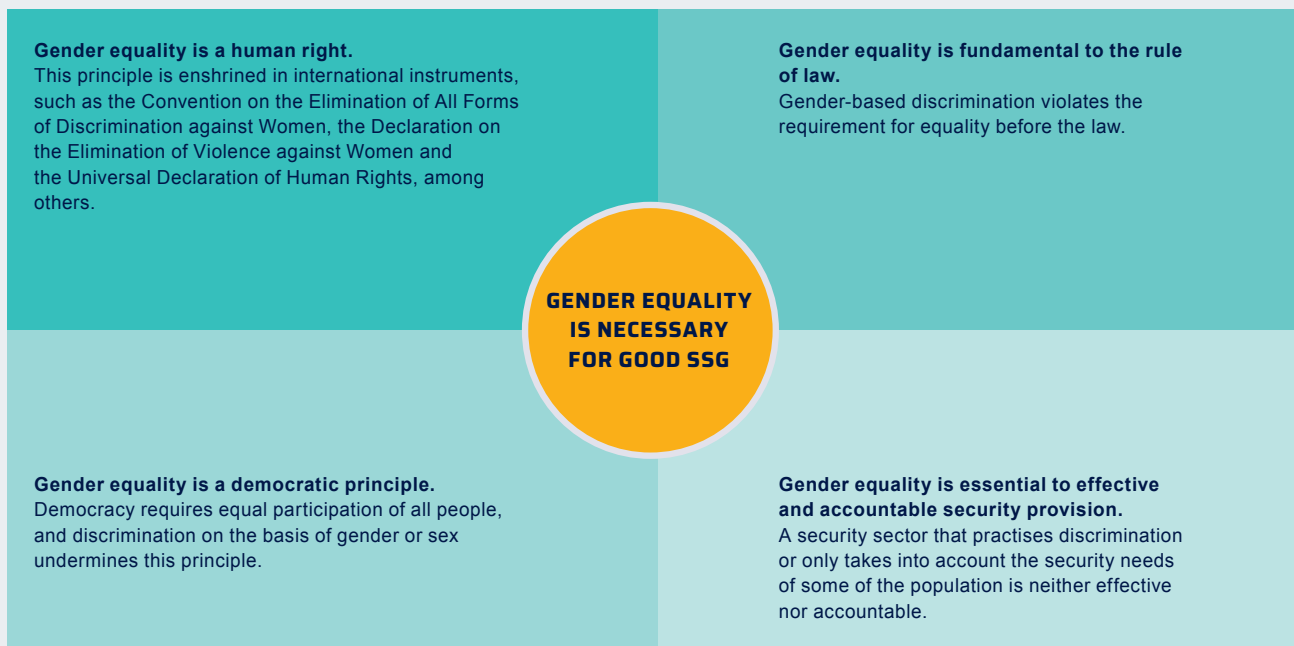 Gender equality is a human right.
This principle is enshrined in international instruments,
such as the Convention on the Elimination of All Forms
of Discrimination against Women, the Declaration on
the Elimination of Violence against Women and
the Universal Declaration of Human Rights, among
others.
Gender equality is fundamental to the rule
of law.
Gender-based discrimination violates the
requirement for equality before the law.
GENDER EQUALITY
IS NECESSARY
FOR GOOD SSG
Gender equality is a democratic principle.
Democracy requires equal participation of all people,
and discrimination on the basis of gender or sex
undermines this principle.
Gender equality is essential to effective
and accountable security provision.
A security sector that practises discrimination
or only takes into account the security needs
of some of the population is neither effective
nor accountable.